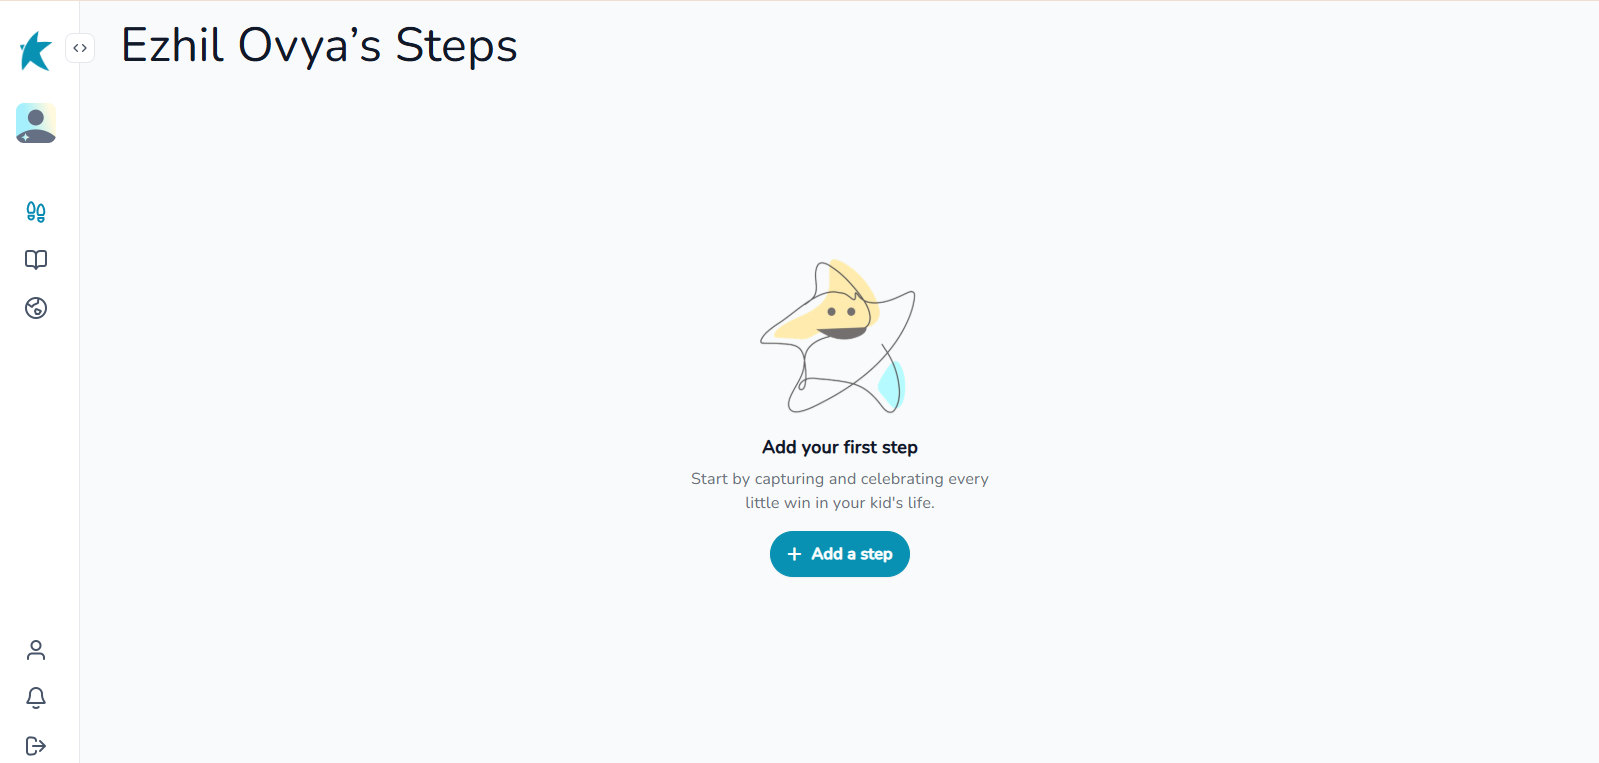 Ezhil Ovya’s Steps
Add your first step
Start by capturing and celebrating every
little win in your kid's life.
+ Add a step